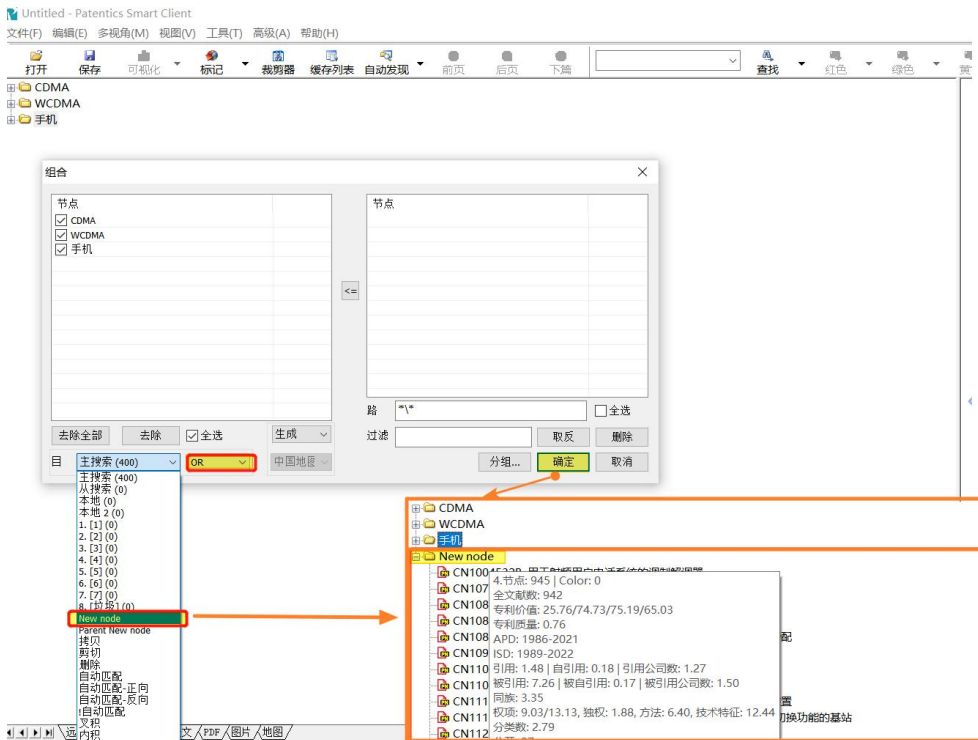 Untitled - Patentics Smart Client
文件(F) 编辑(E) 多视角(M) 视图(V) 工具(T) 高级(A) 帮助(H)
打开 保存 可视化 标记 裁剪器 缓存列表 自动发现 前页 后页 下篇 查找 红色 绿色 黄
CDMA
WCDMA
手机
组合
节点
CDMA
WCDMA
手机
<=
节点
路 *\* 全选
去除全部 去除 全选 生成
过滤 取反 删除
目 主搜索 (400) OR 中国地图
分组... 确定 取消
主搜索 (400)
从搜索 (0)
本地 (0)
本地 2 (0)
1. [1] (0)
2. [2] (0)
3. [3] (0)
4. [4] (0)
5. [5] (0)
6. [6] (0)
7. [7] (0)
8. [垃圾] (0)
New node
Parent New node
拷贝
剪切
删除
自动匹配
自动匹配-正向
自动匹配-反向
!自动匹配
叉积
内积
CDMA
WCDMA
手机
New node
CN1004532B
CN107
CN108
CN108
CN108 配
CN109
CN110
CN110
CN111 置
CN111 切换功能的基站
CN112
4.节点: 945 | Color: 0
全文献数: 942
专利价值: 25.76/74.73/75.19/65.03
专利质量: 0.76
APD: 1986-2021
ISD: 1989-2022
引用: 1.48 | 自引用: 0.18 | 引用公司数: 1.27
被引用: 7.26 | 被自引用: 0.17 | 被引用公司数: 1.50
同族: 3.35
权项: 9.03/13.13, 独权: 1.88, 方法: 6.40, 技术特征: 12.44
分类数: 2.79
远 文 PDF 图片 地图